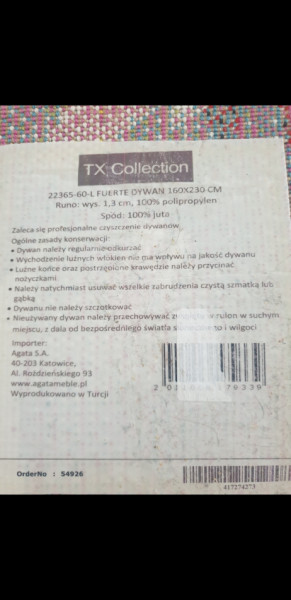 TX Collection
22365-60-L FUERTE DYWAN 160X230 CM
Runo: wys. 1,3 cm, 100% polipropylen
Spód: 100% juta
Zaleca się profesjonalne czyszczenie dywanów.
Ogólne zasady konserwacji:
• Dywan należy regularnie odkurzać
• Wychodzenie luźnych włókien nie ma wpływu na jakość dywanu
• Luźne końce oraz postrzępione krawędzie należy przycinać
nożyczkami
• Należy natychmiast usuwać wszelkie zabrudzenia czystą szmatką lub
gąbką
• Dywanu nie należy szczotkować
• Nieużywany dywan należy przechowywać w rulon w suchym
miejscu, z dala od bezpośredniego światła i wilgoci
Importer:
Agata S.A.
40-203 Katowice,
Al. Roździeńskiego 93
www.agatameble.pl
Wyprodukowano w Turcji
79339
OrderNo : S4926
417274273